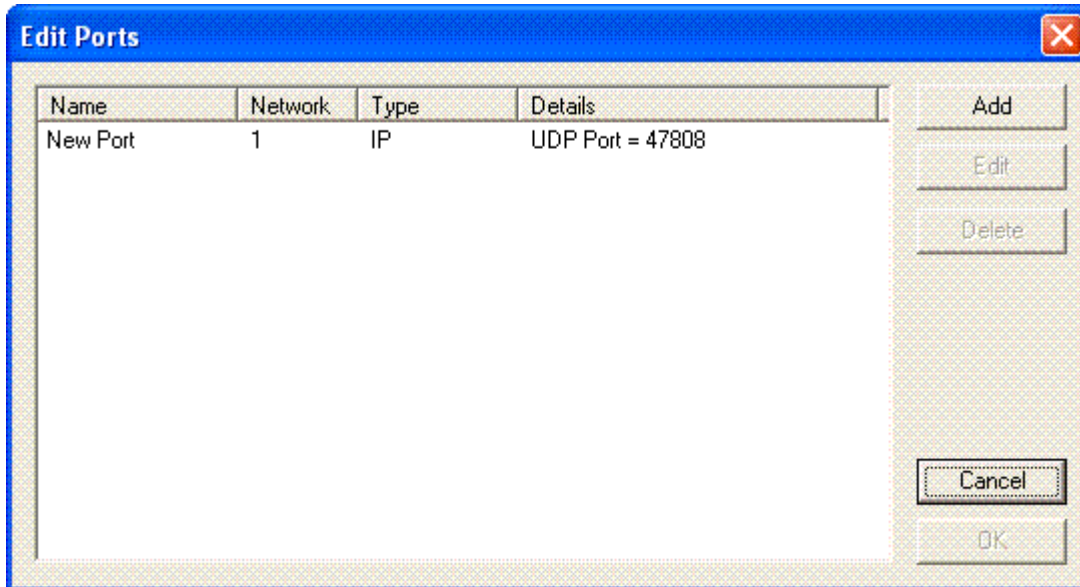 Edit Ports
Name Network Type Details
Add
New Port 1 IP UDP Port = 47808
Edit
Delete
Cancel
OK